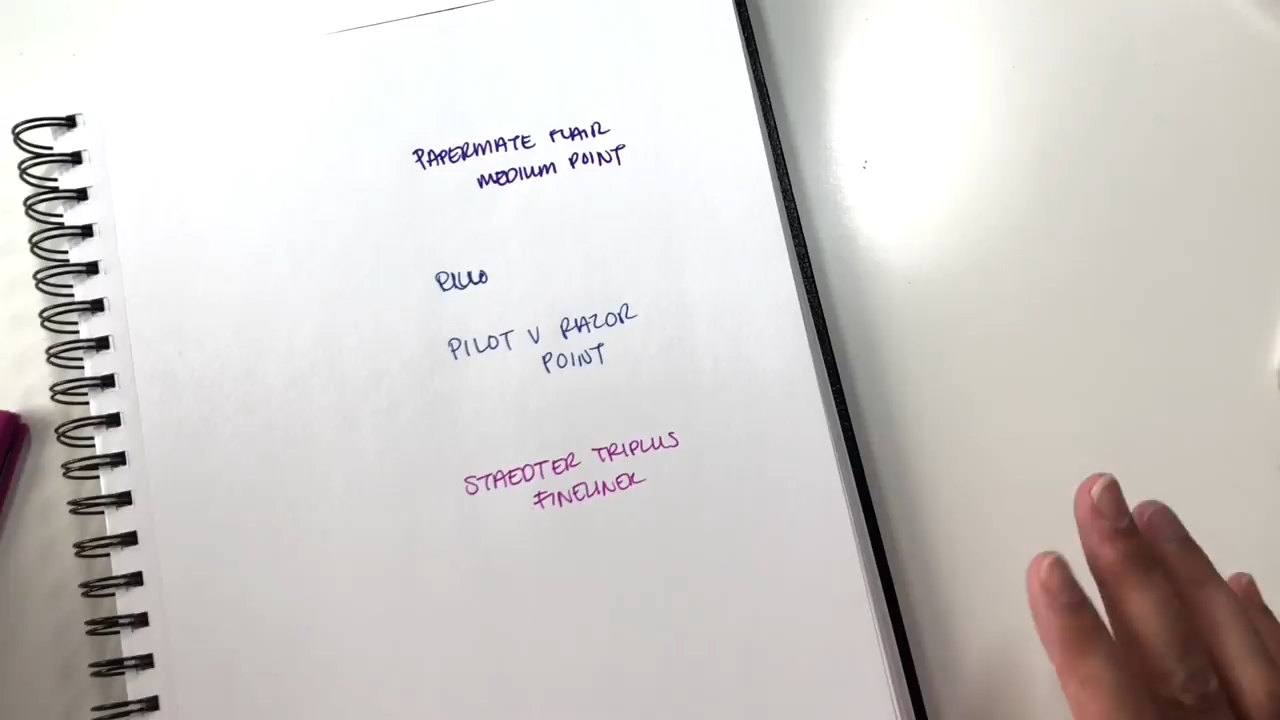 PAPERMATE FLAIR
MEDIUM POINT
PILOT V RAZOR
POINT
STAEDTER TRIPLUS
FINELINER